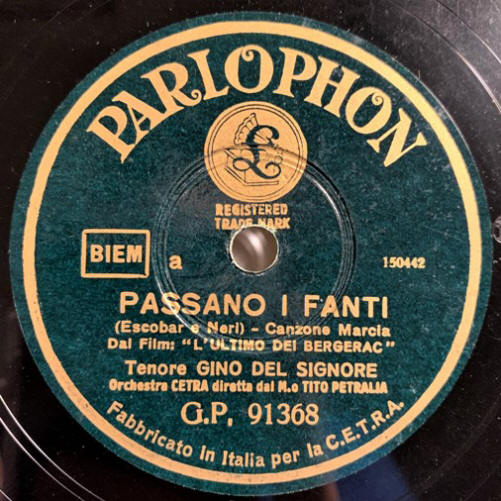 PARLOPHON
£
REGISTERED
TRADE MARK
BIEM
a
150442
PASSANO I FANTI
(Escobar e Neri) - Canzone Marcia
Dal Film: "L'ULTIMO DEI BERGERAC"
Tenore GINO DEL SIGNORE
Orchestra CETRA diretta dal M.o TITO PETRALIA
G.P. 91368
Fabbricato in Italia per la C.E.T.R.A.